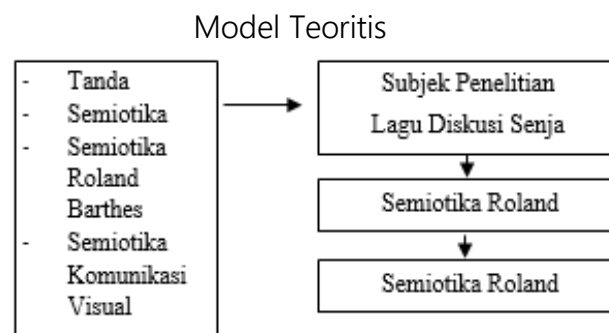 Model Teoritis
- Tanda
- Semiotika
- Semiotika
Roland
Barthes
- Semiotika
Komunikasi
Visual
Subjek Penelitian
Lagu Diskusi Senja
Semiotika Roland
Semiotika Roland